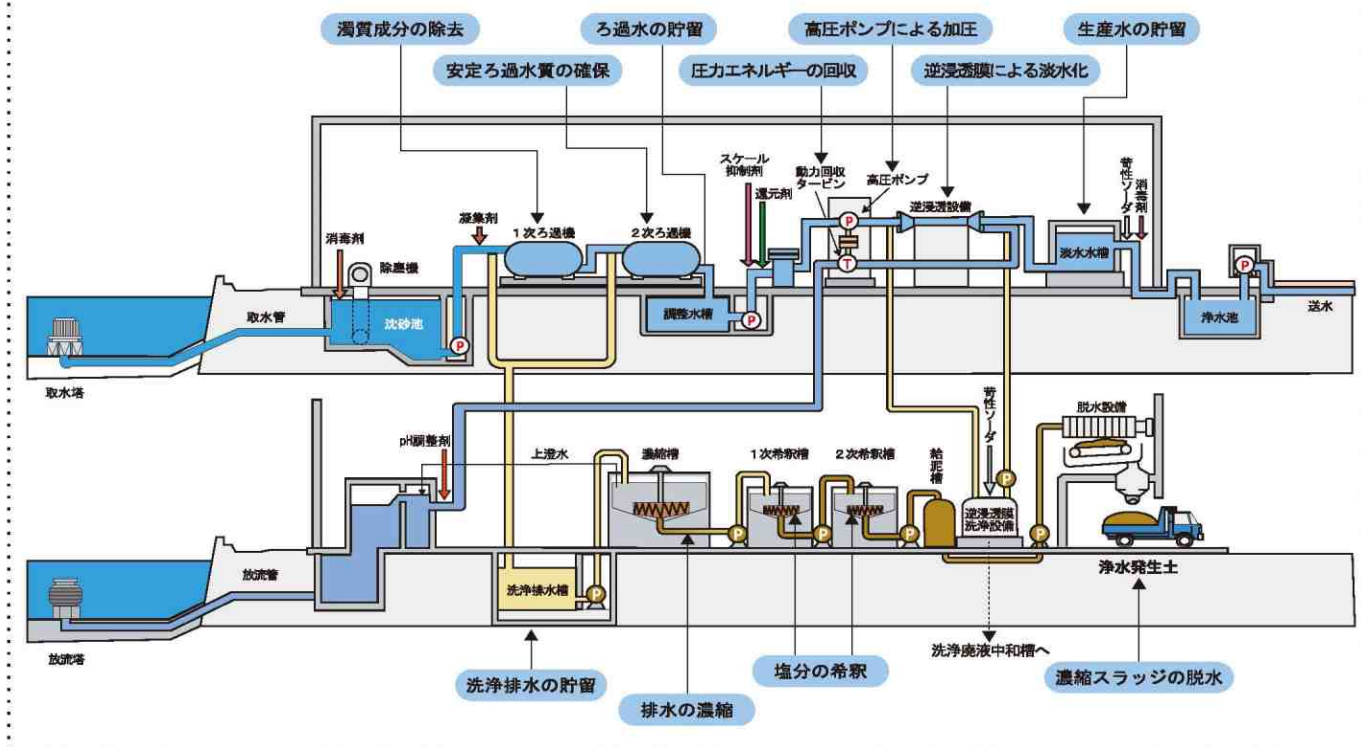 濁質成分の除去
ろ過水の貯留
高圧ポンプによる加圧
生産水の貯留
安定ろ過水質の確保
圧力エネルギーの回収
逆浸透膜による淡水化
スケール
抑制剤
還元剤
動力回収
タービン
高圧ポンプ
逆浸透設備
苛性ソーダ
消毒剤
凝集剤
1次ろ過機
2次ろ過機
消毒剤
除塵機
淡水水槽
P
T
P
取水管
沈砂池
P
調整水槽
P
浄水池
送水
取水塔
pH調整剤
上澄水
濃縮槽
1次希釈槽
2次希釈槽
給泥槽
苛性ソーダ
脱水設備
P
逆浸透膜
洗浄設備
P
P
P
P
放流管
洗浄排水槽
P
浄水発生土
放流塔
洗浄廃液中和槽へ
洗浄排水の貯留
塩分の希釈
濃縮スラッジの脱水
排水の濃縮